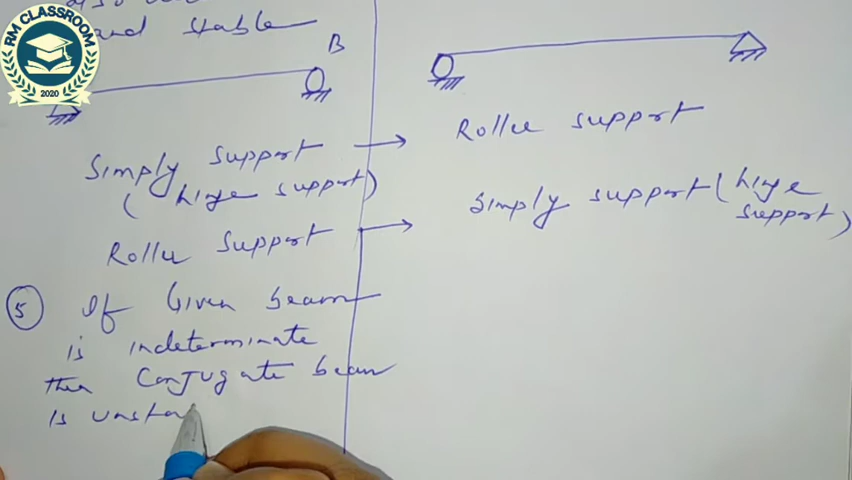 RM CLASSROOM
2020
and stable
B
Simply support → Roller support
( hinge support)
Roller support → Simply support (hinge
support)
5 If Given beam
is indeterminate
then Conjugate beam
is unsta